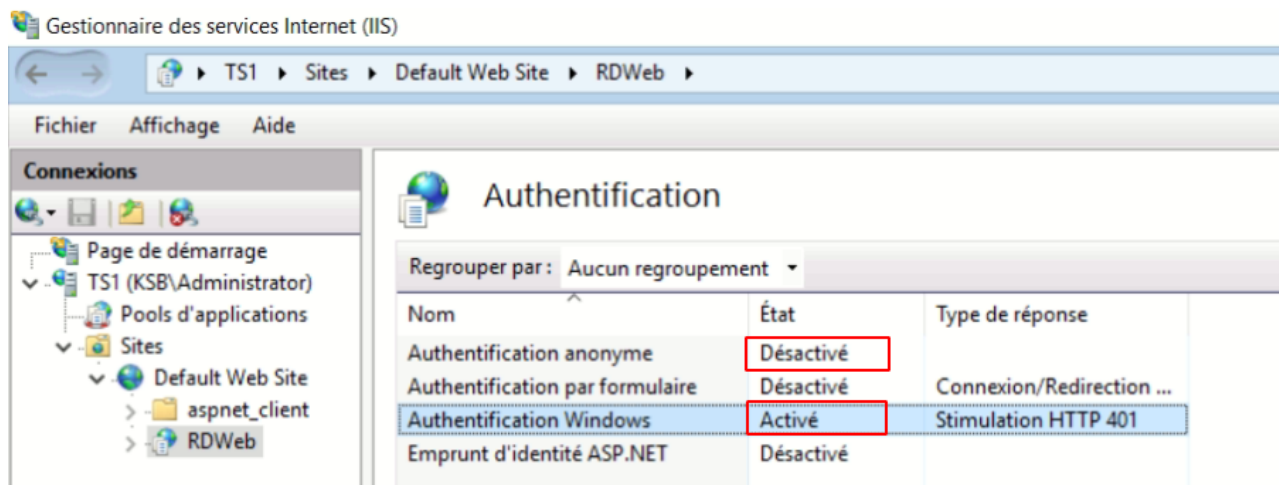 Gestionnaire des services Internet (IIS)
TS1 Sites Default Web Site RDWeb
Fichier Affichage Aide
Connexions
Page de démarrage
TS1 (KSB\Administrator)
Pools d'applications
Sites
Default Web Site
aspnet_client
RDWeb
Authentification
Regrouper par : Aucun regroupement
Nom État Type de réponse
Authentification anonyme Désactivé
Authentification par formulaire Désactivé Connexion/Redirection ...
Authentification Windows Activé Stimulation HTTP 401
Emprunt d'identité ASP.NET Désactivé